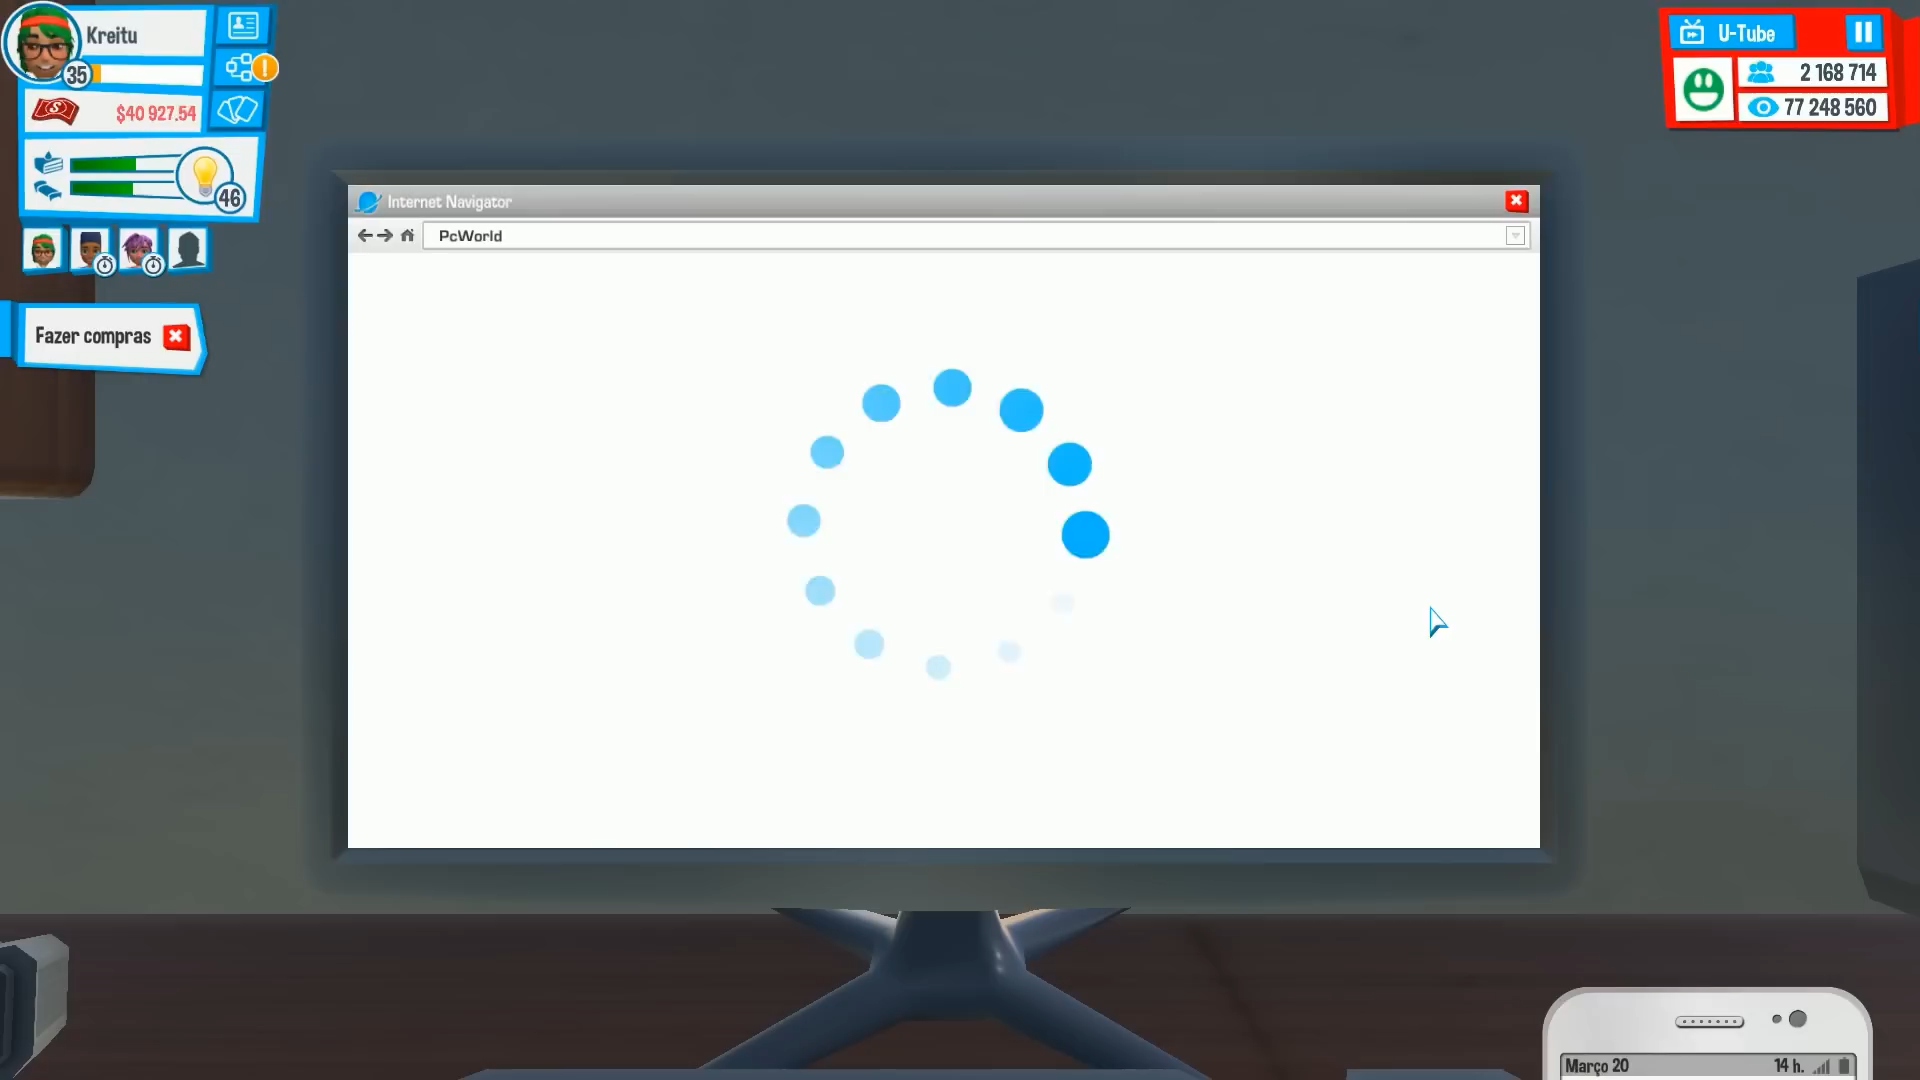 Kreitu
35
$40 927.54
46
Fazer compras
U-Tube
2 168 714
77 248 560
Internet Navigator
PcWorld
Março 20
14 h.